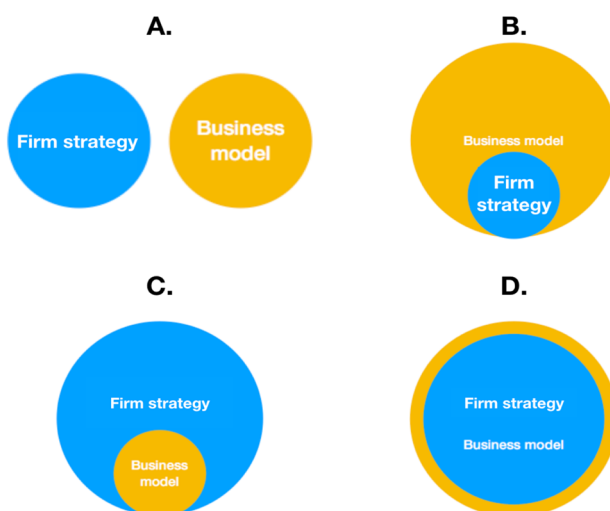 A.
B.
Firm strategy
Business
model
Business model
Firm
strategy
C.
D.
Firm strategy
Business
model
Firm strategy
Business model